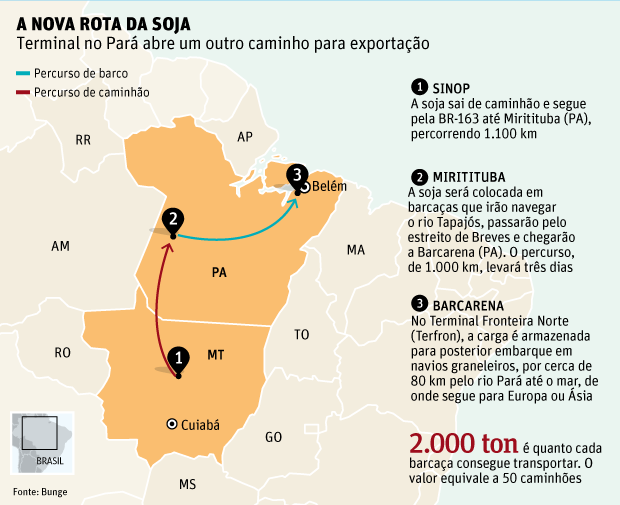 A NOVA ROTA DA SOJA
Terminal no Pará abre um outro caminho para exportação
Percurso de barco
Percurso de caminhão
RR
AP
3
Belém
2
AM
PA
MA
1
MT
RO
TO
Cuiabá
GO
MS
BRASIL
Fonte: Bunge
1 SINOP
A soja sai de caminhão e segue
pela BR-163 até Miritituba (PA),
percorrendo 1.100 km
2 MIRITITUBA
A soja será colocada em
barcaças que irão navegar
o rio Tapajós, passarão pelo
estreito de Breves e chegarão
a Barcarena (PA). O percurso,
de 1.000 km, levará três dias
3 BARCARENA
No Terminal Fronteira Norte
(Terfron), a carga é armazenada
para posterior embarque em
navios graneleiros, por cerca de
80 km pelo rio Pará até o mar, de
onde segue para Europa ou Ásia
2.000 ton é quanto cada
barcaça consegue transportar. O
valor equivale a 50 caminhões